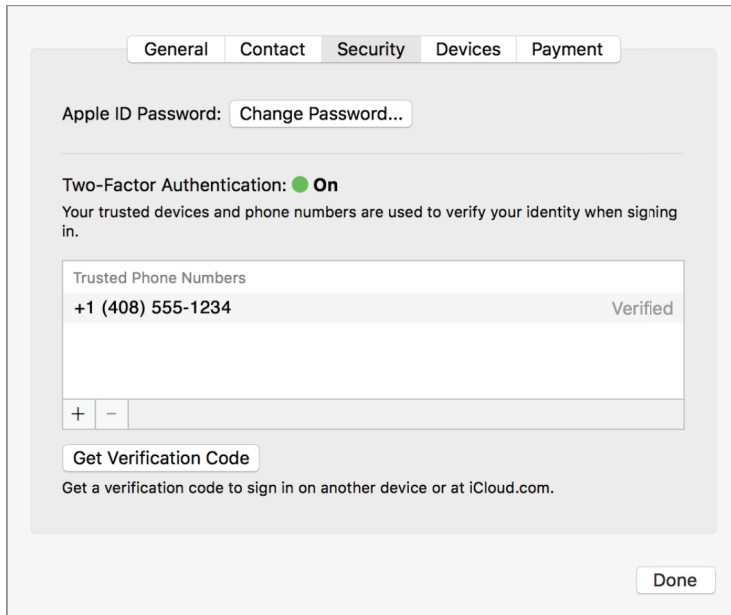 General Contact Security Devices Payment
Apple ID Password: Change Password...
Two-Factor Authentication: On
Your trusted devices and phone numbers are used to verify your identity when signing
in.
Trusted Phone Numbers
+1 (408) 555-1234 Verified
+ −
Get Verification Code
Get a verification code to sign in on another device or at iCloud.com.
Done